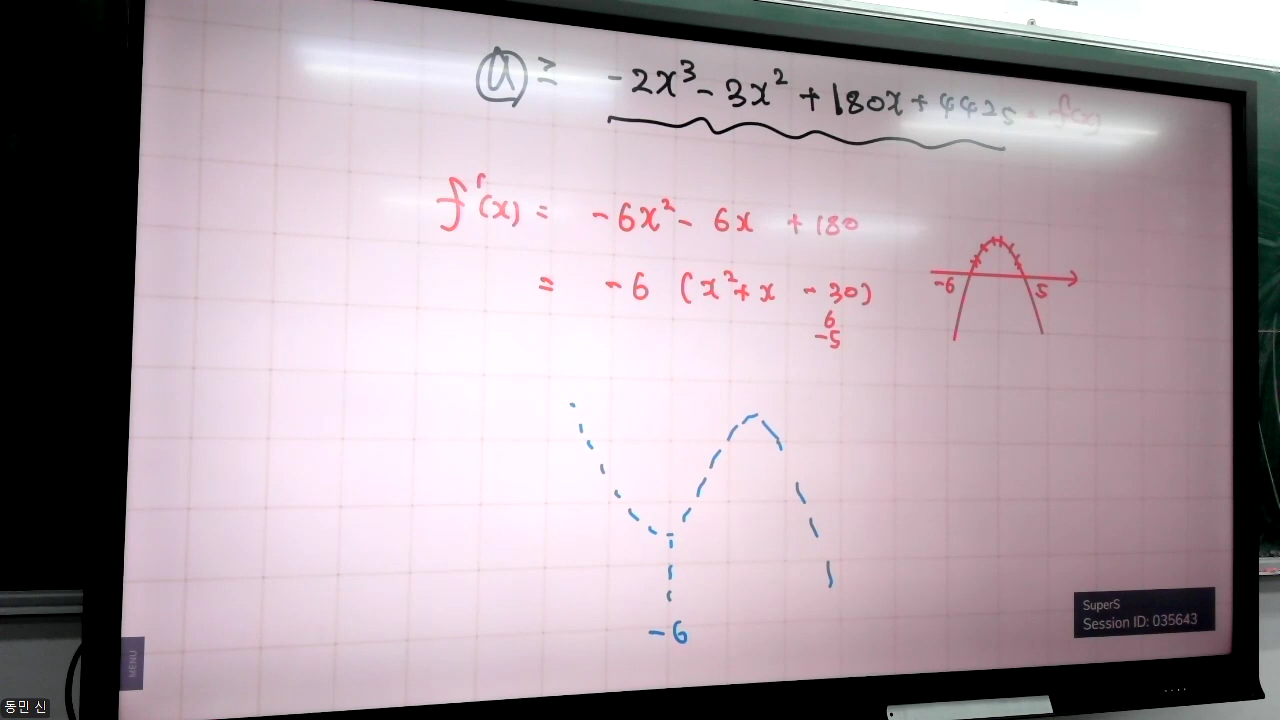 a ≥ -2x³ - 3x² + 180x + 4425 = f(x)
f'(x) = -6x² - 6x + 180
= -6 (x² + x - 30)
6
-5
-6 5
-6
SuperS
Session ID: 035643
MENU
동민 신